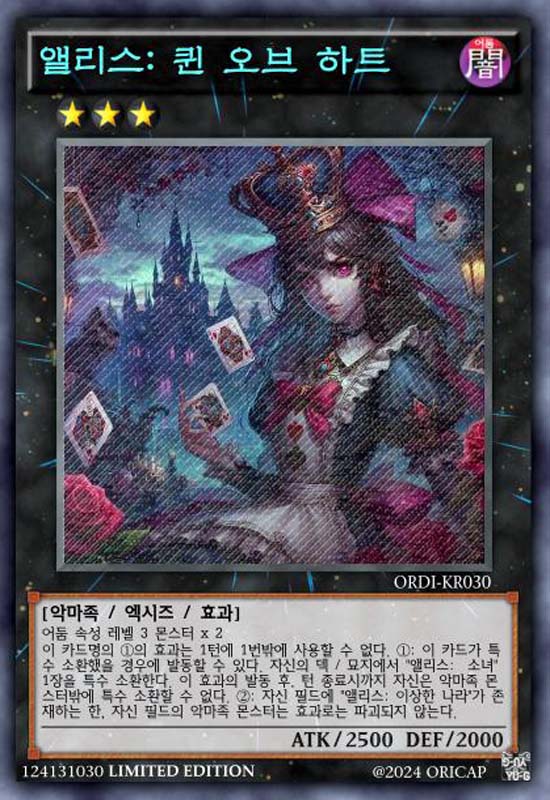 앨리스: 퀸 오브 하트
어둠
闇
ORDI-KR030
[악마족 / 엑시즈 / 효과]
어둠 속성 레벨 3 몬스터 x 2
이 카드명의 ①의 효과는 1턴에 1번밖에 사용할 수 없다. ①: 이 카드가 특
수 소환했을 경우에 발동할 수 있다. 자신의 덱 / 묘지에서 "앨리스: 소녀"
1장을 특수 소환한다. 이 효과의 발동 후, 턴 종료시까지 자신은 악마족 몬
스터밖에 특수 소환할 수 없다. ②: 자신 필드에 "앨리스: 이상한 나라"가 존
재하는 한, 자신 필드의 악마족 몬스터는 효과로는 파괴되지 않는다.
ATK/2500 DEF/2000
124131030 LIMITED EDITION
@2024 ORICAP